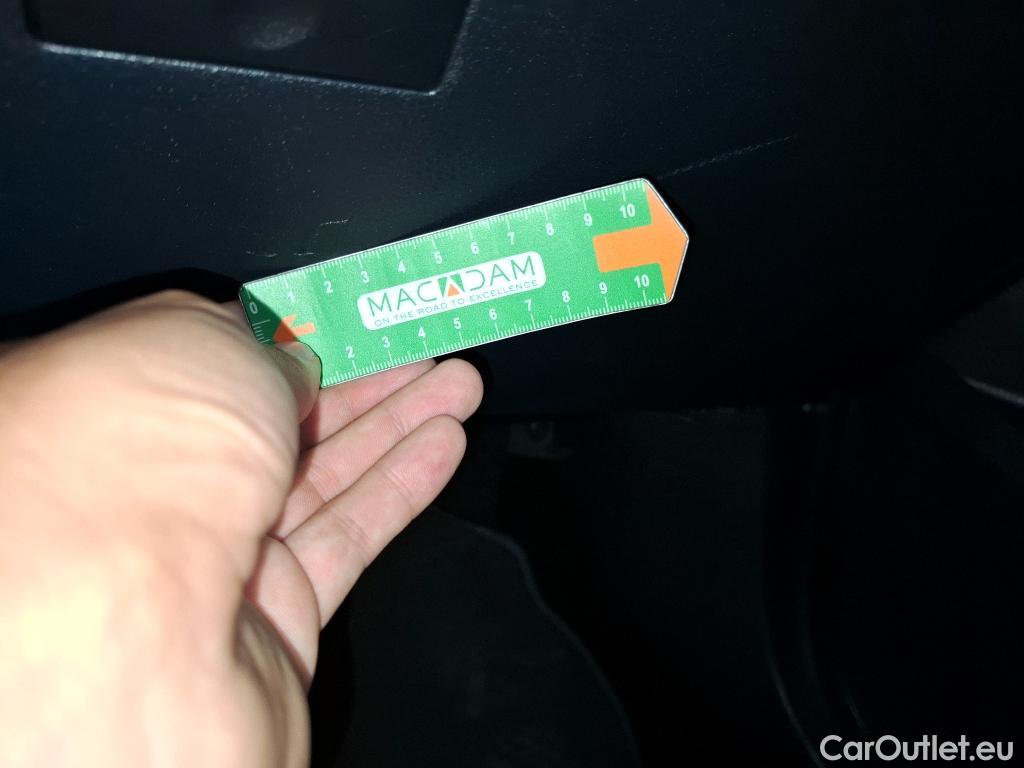 0 1 2 3 4 5 6 7 8 9 10
MACADAM
ON THE ROAD TO EXCELLENCE
2 3 4 5 6 7 8 9 10
CarOutlet.eu